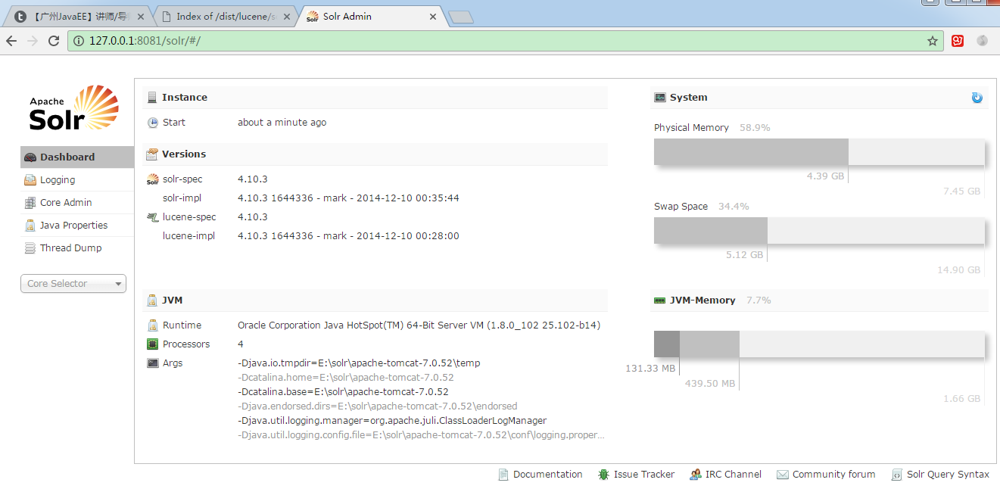 【广州JavaEE】讲师/导
Index of /dist/lucene/s
Solr Admin
127.0.0.1:8081/solr/#/
Apache
Solr
Dashboard
Logging
Core Admin
Java Properties
Thread Dump
Core Selector
Instance
Start about a minute ago
Versions
solr-spec 4.10.3
solr-impl 4.10.3 1644336 - mark - 2014-12-10 00:35:44
lucene-spec 4.10.3
lucene-impl 4.10.3 1644336 - mark - 2014-12-10 00:28:00
JVM
Runtime Oracle Corporation Java HotSpot(TM) 64-Bit Server VM (1.8.0_102 25.102-b14)
Processors 4
Args -Djava.io.tmpdir=E:\solr\apache-tomcat-7.0.52\temp
-Dcatalina.home=E:\solr\apache-tomcat-7.0.52
-Dcatalina.base=E:\solr\apache-tomcat-7.0.52
-Djava.endorsed.dirs=E:\solr\apache-tomcat-7.0.52\endorsed
-Djava.util.logging.manager=org.apache.juli.ClassLoaderLogManager
-Djava.util.logging.config.file=E:\solr\apache-tomcat-7.0.52\conf\logging.proper...
System
Physical Memory 58.9%
4.39 GB
7.45 GB
Swap Space 34.4%
5.12 GB
14.90 GB
JVM-Memory 7.7%
131.33 MB
439.50 MB
1.66 GB
Documentation Issue Tracker IRC Channel Community forum Solr Query Syntax